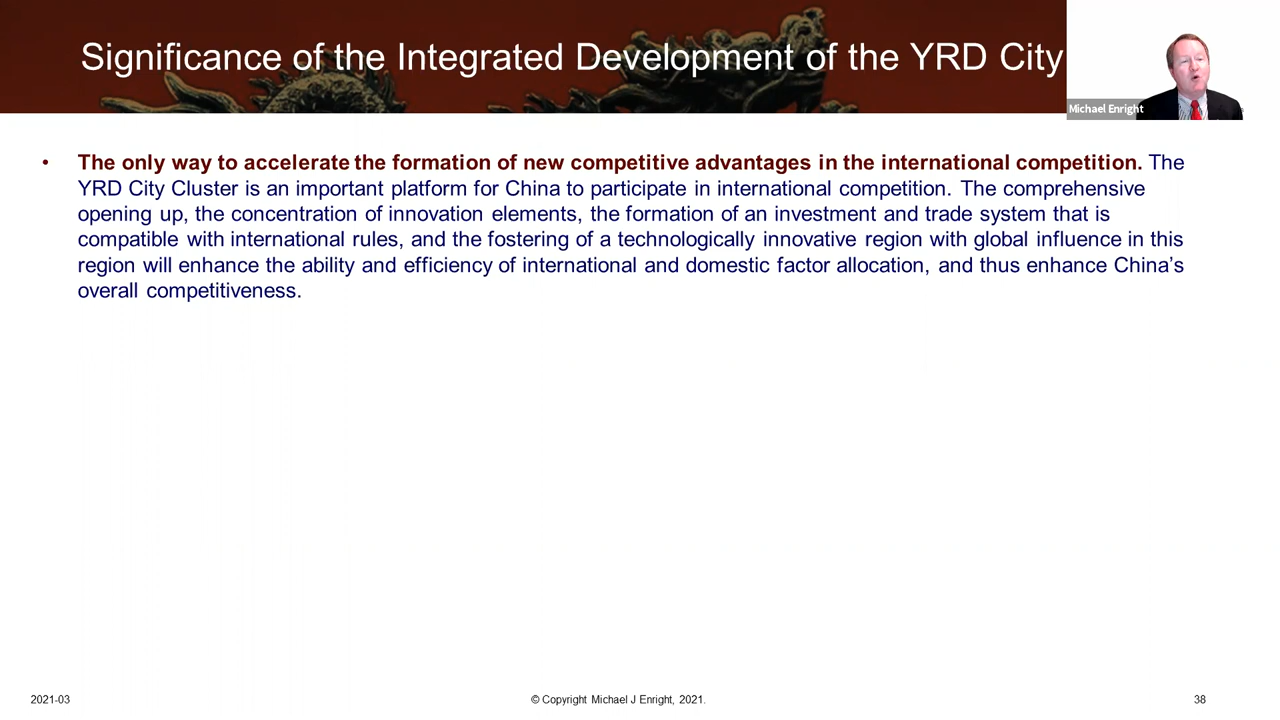 Significance of the Integrated Development of the YRD City
Michael Enright
• The only way to accelerate the formation of new competitive advantages in the international competition. The
YRD City Cluster is an important platform for China to participate in international competition. The comprehensive
opening up, the concentration of innovation elements, the formation of an investment and trade system that is
compatible with international rules, and the fostering of a technologically innovative region with global influence in this
region will enhance the ability and efficiency of international and domestic factor allocation, and thus enhance China’s
overall competitiveness.
2021-03
© Copyright Michael J Enright, 2021.
38